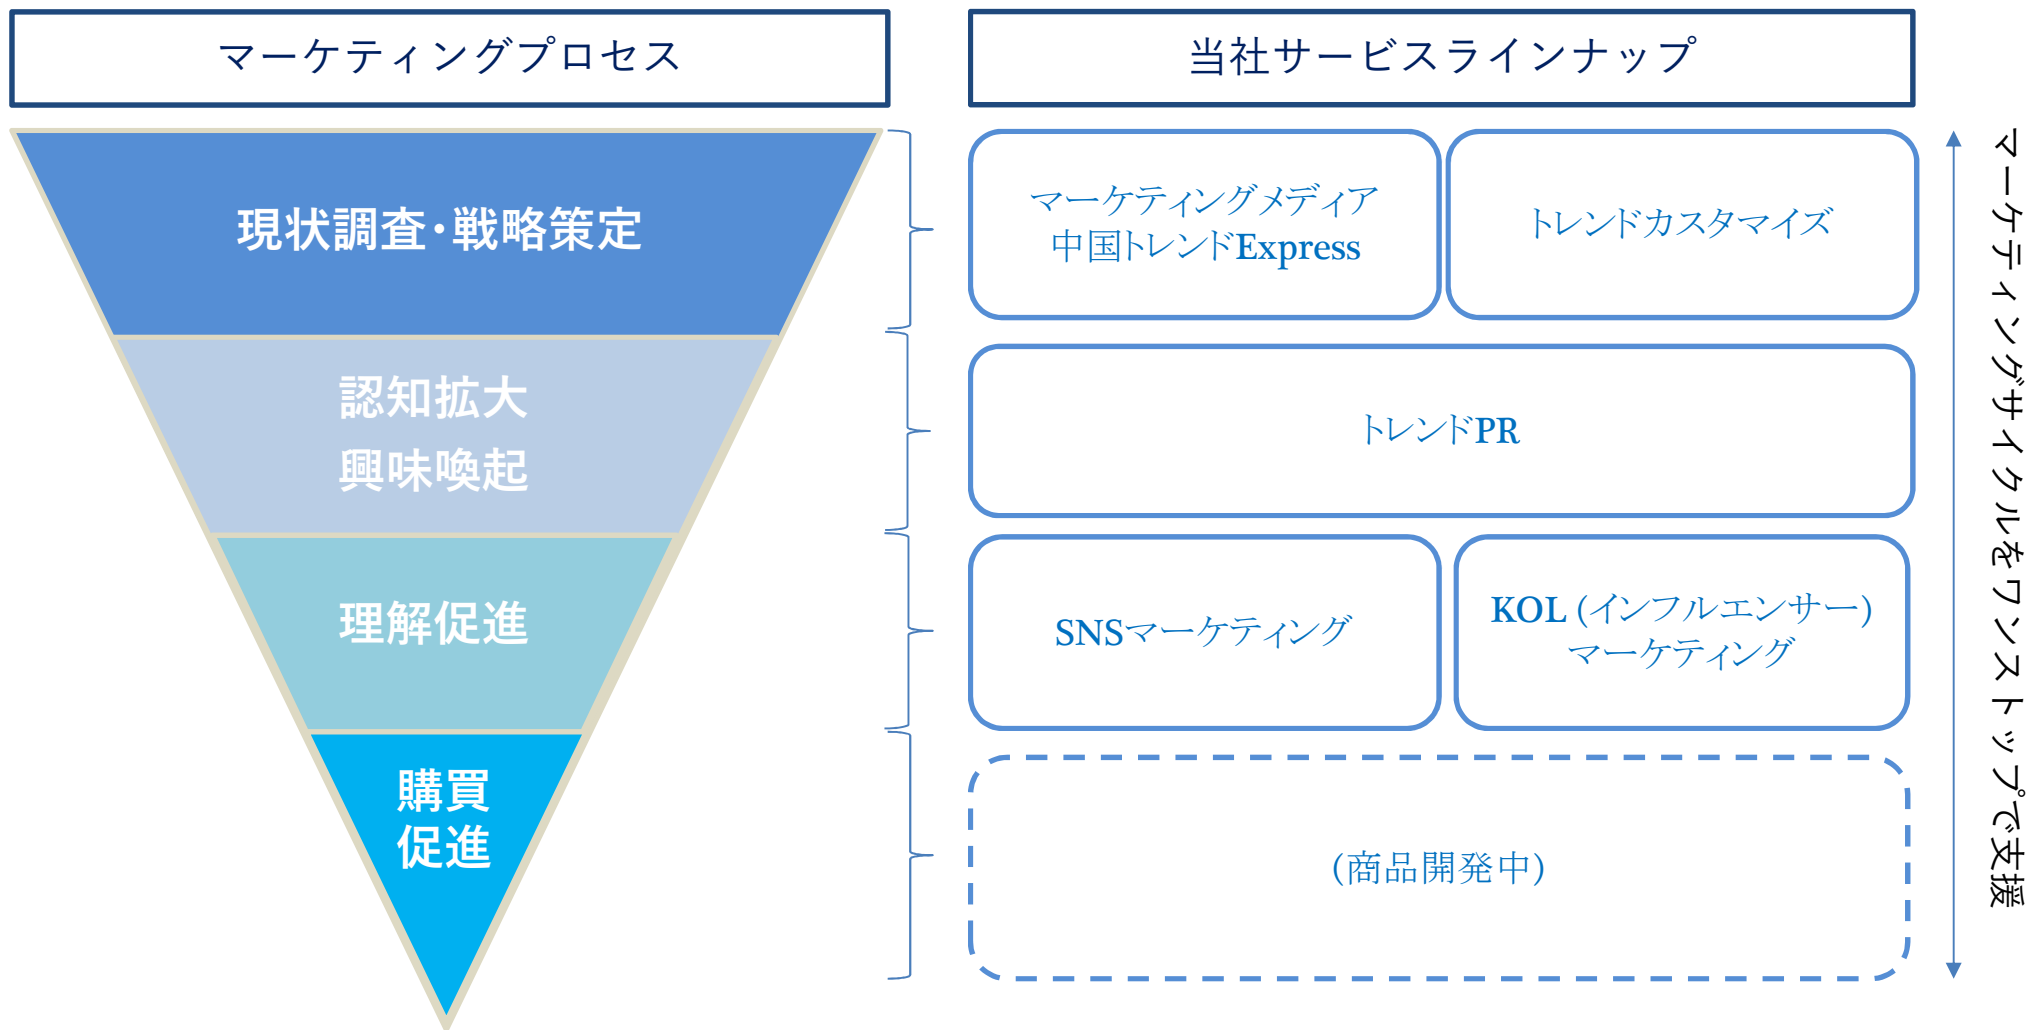 マーケティングプロセス
当社サービスラインナップ
現状調査・戦略策定
マーケティングメディア
中国トレンドExpress
トレンドカスタマイズ
認知拡大
興味喚起
トレンドPR
理解促進
SNSマーケティング
KOL (インフルエンサー)
マーケティング
購買
促進
(商品開発中)
マーケティングサイクルをワンストップで支援